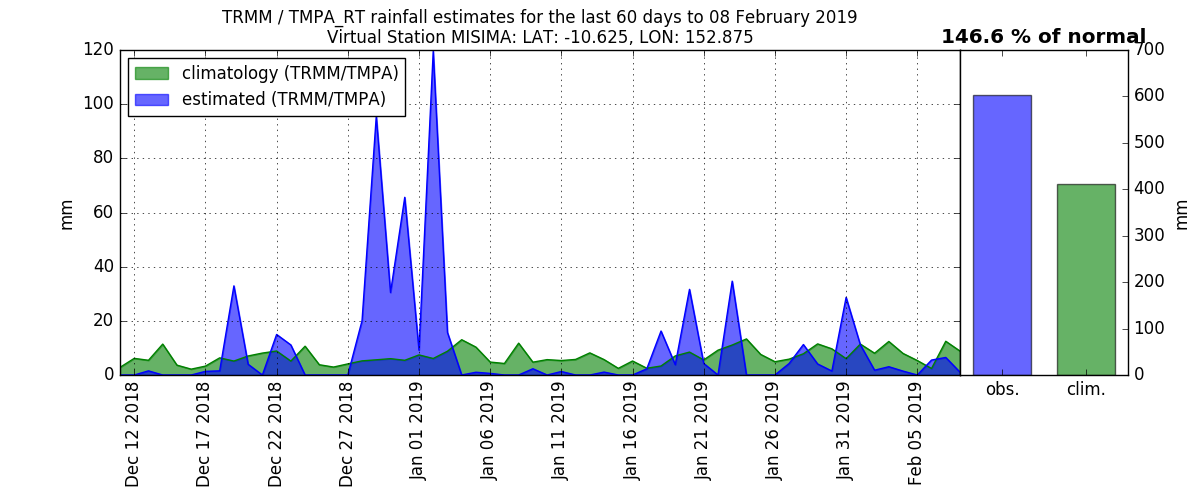 TRMM / TMPA_RT rainfall estimates for the last 60 days to 08 February 2019
Virtual Station MISIMA: LAT: -10.625, LON: 152.875
146.6 % of normal
climatology (TRMM/TMPA)
estimated (TRMM/TMPA)
mm
120
100
80
60
40
20
0
Dec 12 2018
Dec 17 2018
Dec 22 2018
Dec 27 2018
Jan 01 2019
Jan 06 2019
Jan 11 2019
Jan 16 2019
Jan 21 2019
Jan 26 2019
Jan 31 2019
Feb 05 2019
obs.
clim.
700
600
500
400
300
200
100
0
mm